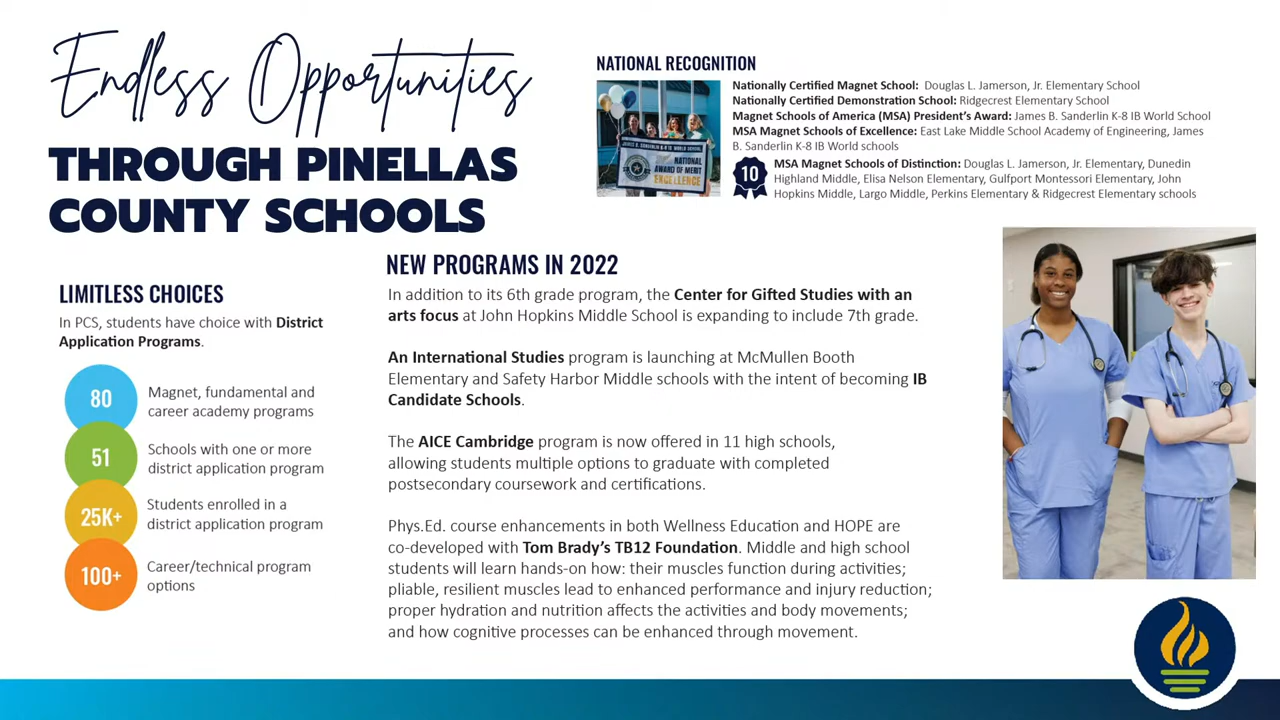 Endless Opportunities
THROUGH PINELLAS
COUNTY SCHOOLS
LIMITLESS CHOICES
In PCS, students have choice with District
Application Programs.
80
Magnet, fundamental and
career academy programs
51
Schools with one or more
district application program
25K+
Students enrolled in a
district application program
100+
Career/technical program
options
NATIONAL RECOGNITION
JAMES B. SANDERLIN K-8 IB WORLD SCHOOL
NATIONAL
AWARD OF MERIT
EXCELLENCE
Nationally Certified Magnet School: Douglas L. Jamerson, Jr. Elementary School
Nationally Certified Demonstration School: Ridgecrest Elementary School
Magnet Schools of America (MSA) President's Award: James B. Sanderlin K-8 IB World School
MSA Magnet Schools of Excellence: East Lake Middle School Academy of Engineering, James
B. Sanderlin K-8 IB World schools
10
MSA Magnet Schools of Distinction: Douglas L. Jamerson, Jr. Elementary, Dunedin
Highland Middle, Elisa Nelson Elementary, Gulfport Montessori Elementary, John
Hopkins Middle, Largo Middle, Perkins Elementary & Ridgecrest Elementary schools
NEW PROGRAMS IN 2022
In addition to its 6th grade program, the Center for Gifted Studies with an
arts focus at John Hopkins Middle School is expanding to include 7th grade.
An International Studies program is launching at McMullen Booth
Elementary and Safety Harbor Middle schools with the intent of becoming IB
Candidate Schools.
The AICE Cambridge program is now offered in 11 high schools,
allowing students multiple options to graduate with completed
postsecondary coursework and certifications.
Phys.Ed. course enhancements in both Wellness Education and HOPE are
co-developed with Tom Brady's TB12 Foundation. Middle and high school
students will learn hands-on how: their muscles function during activities;
pliable, resilient muscles lead to enhanced performance and injury reduction;
proper hydration and nutrition affects the activities and body movements;
and how cognitive processes can be enhanced through movement.